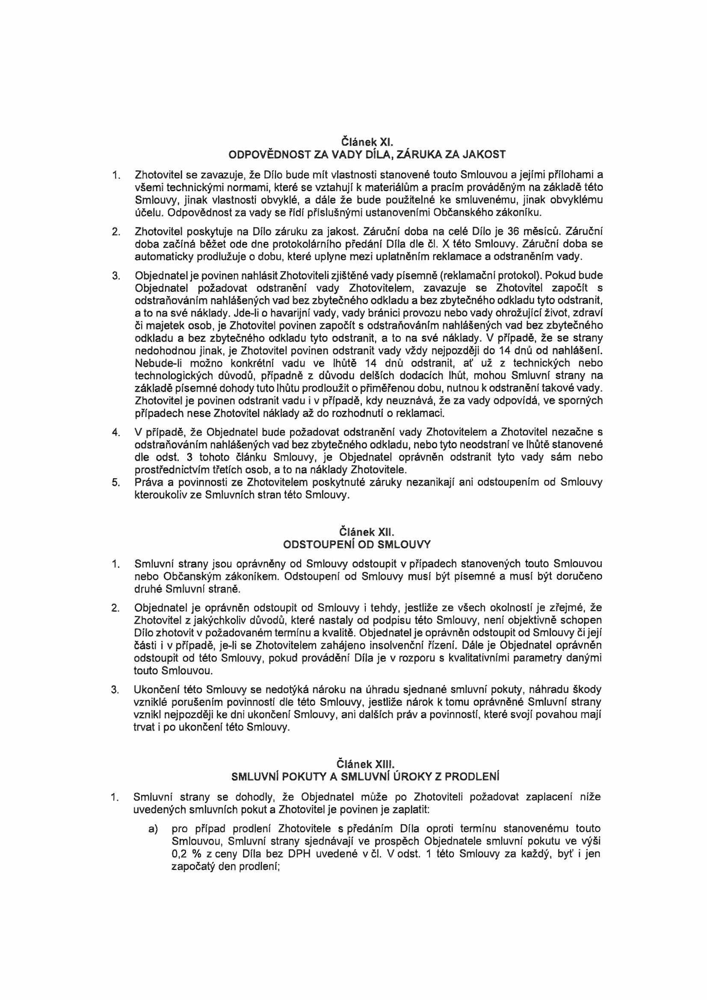 Článek XI.
ODPOVĚDNOST ZA VADY DÍLA, ZÁRUKA ZA JAKOST
1. Zhotovitel se zavazuje, že Dílo bude mít vlastnosti stanovené touto Smlouvou a jejími přílohami a
všemi technickými normami, které se vztahují k materiálům a pracím prováděným na základě této
Smlouvy, jinak vlastnosti obvyklé, a dále že bude použitelné ke smluvenému, jinak obvyklému
účelu. Odpovědnost za vady se řídí příslušnými ustanoveními Občanského zákoníku.
2. Zhotovitel poskytuje na Dílo záruku za jakost. Záruční doba na celé Dílo je 36 měsíců. Záruční
doba začíná běžet ode dne protokolárního předání Díla dle čl. X této Smlouvy. Záruční doba se
automaticky prodlužuje o dobu, které uplyne mezi uplatněním reklamace a odstraněním vady.
3. Objednatel je povinen nahlásit Zhotoviteli zjištěné vady písemně (reklamační protokol). Pokud bude
Objednatel požadovat odstranění vady Zhotovitelem, zavazuje se Zhotovitel započít s
odstraňováním nahlášených vad bez zbytečného odkladu a bez zbytečného odkladu tyto odstranit,
a to na své náklady. Jde-li o havarijní vady, vady bránici provozu nebo vady ohrožující život, zdraví
či majetek osob, je Zhotovitel povinen započít s odstraňováním nahlášených vad bez zbytečného
odkladu a bez zbytečného odkladu tyto odstranit, a to na své náklady. V případě, že se strany
nedohodnou jinak, je Zhotovitel povinen odstranit vady vždy nejpozději do 14 dnů od nahlášení.
Nebude-li možno konkrétní vadu ve lhůtě 14 dnů odstranit, ať už z technických nebo
technologických důvodů, případně z důvodu delších dodacích lhůt, mohou Smluvní strany na
základě písemné dohody tuto lhůtu prodloužit o přiměřenou dobu, nutnou k odstranění takové vady.
Zhotovitel je povinen odstranit vadu i v případě, kdy neuznává, že za vady odpovídá, ve sporných
případech nese Zhotovitel náklady až do rozhodnutí o reklamaci.
4. V případě, že Objednatel bude požadovat odstranění vady Zhotovitelem a Zhotovitel nezačne s
odstraňováním nahlášených vad bez zbytečného odkladu, nebo tyto neodstraní ve lhůtě stanovené
dle odst. 3 tohoto článku Smlouvy, je Objednatel oprávněn odstranit tyto vady sám nebo
prostřednictvím třetích osob, a to na náklady Zhotovitele.
5. Práva a povinnosti ze Zhotovitelem poskytnuté záruky nezanikají ani odstoupením od Smlouvy
kteroukoliv ze Smluvních stran této Smlouvy.
Článek XII.
ODSTOUPENÍ OD SMLOUVY
1. Smluvní strany jsou oprávněny od Smlouvy odstoupit v případech stanovených touto Smlouvou
nebo Občanským zákoníkem. Odstoupení od Smlouvy musí být písemné a musí být doručeno
druhé Smluvní straně.
2. Objednatel je oprávněn odstoupit od Smlouvy i tehdy, jestliže ze všech okolností je zřejmé, že
Zhotovitel z jakýchkoliv důvodů, které nastaly od podpisu této Smlouvy, není objektivně schopen
Dílo zhotovit v požadovaném termínu a kvalitě. Objednatel je oprávněn odstoupit od Smlouvy či její
části i v případě, je-li se Zhotovitelem zahájeno insolvenční řízení. Dále je Objednatel oprávněn
odstoupit od této Smlouvy, pokud provádění Díla je v rozporu s kvalitativními parametry danými
touto Smlouvou.
3. Ukončení této Smlouvy se nedotýká nároku na úhradu sjednané smluvní pokuty, náhradu škody
vzniklé porušením povinností dle této Smlouvy, jestliže nárok k tomu oprávněné Smluvní strany
vznikl nejpozději ke dni ukončení Smlouvy, ani dalších práv a povinností, které svojí povahou mají
trvat i po ukončení této Smlouvy.
Článek XIII.
SMLUVNÍ POKUTY A SMLUVNÍ ÚROKY Z PRODLENÍ
1. Smluvní strany se dohodly, že Objednatel může po Zhotoviteli požadovat zaplacení níže
uvedených smluvních pokut a Zhotovitel je povinen je zaplatit:
a) pro případ prodlení Zhotovitele s předáním Díla oproti termínu stanovenému touto
Smlouvou, Smluvní strany sjednávají ve prospěch Objednatele smluvní pokutu ve výši
0,2 % z ceny Díla bez DPH uvedené v čl. V odst. 1 této Smlouvy za každý, byť i jen
započatý den prodlení;